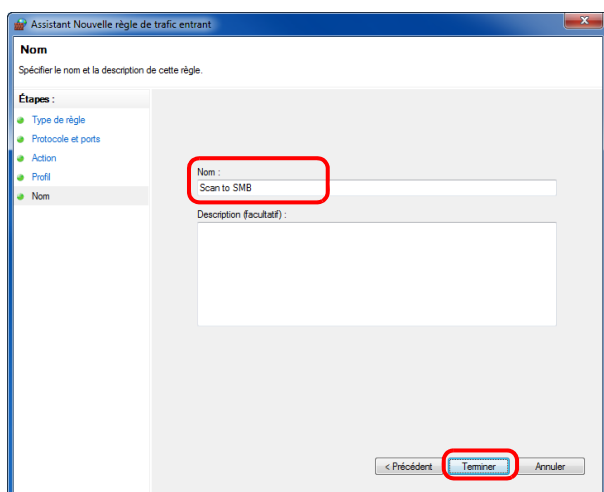 Assistant Nouvelle règle de trafic entrant
Nom
Spécifier le nom et la description de cette règle.
Étapes :
Type de règle
Protocole et ports
Action
Profil
Nom
Nom :
Scan to SMB
Description (facultatif) :
< Précédent
Terminer
Annuler